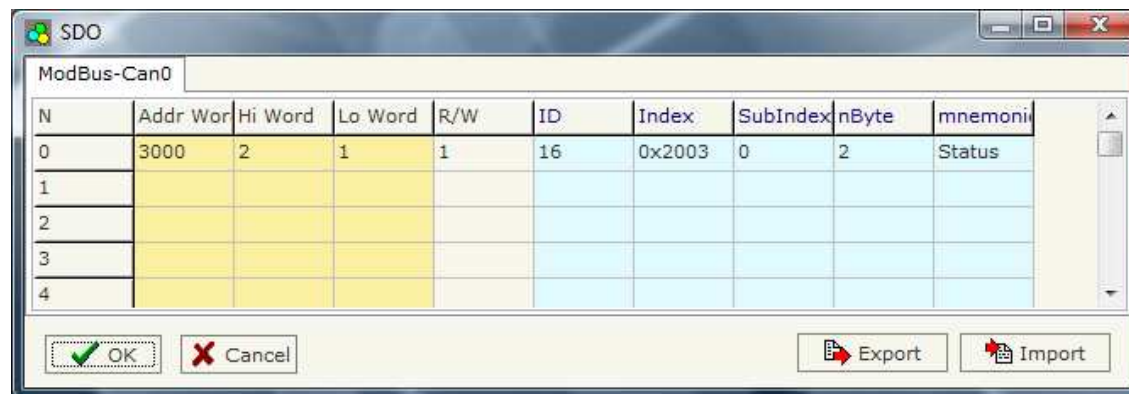 SDO
ModBus-Can0
N Addr Wor Hi Word Lo Word R/W ID Index SubIndex nByte mnemoni
0 3000 2 1 1 16 0x2003 0 2 Status
1
2
3
4
OK Cancel Export Import